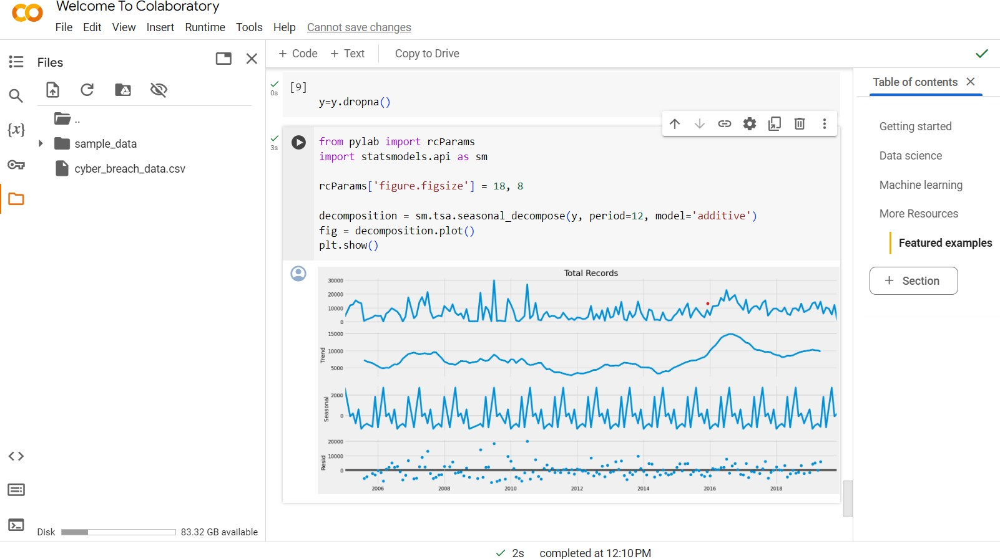 Welcome To Colaboratory
File Edit View Insert Runtime Tools Help Cannot save changes
Files
..
sample_data
cyber_breach_data.csv
Disk 83.32 GB available
+ Code + Text Copy to Drive
[9]
0s
y=y.dropna()
3s
from pylab import rcParams
import statsmodels.api as sm
rcParams['figure.figsize'] = 18, 8
decomposition = sm.tsa.seasonal_decompose(y, period=12, model='additive')
fig = decomposition.plot()
plt.show()
Total Records
30000
20000
10000
0
Trend
15000
10000
5000
Seasonal
2000
0
Resid
20000
10000
0
2006 2008 2010 2012 2014 2016 2018
Table of contents
Getting started
Data science
Machine learning
More Resources
Featured examples
+ Section
2s completed at 12:10 PM